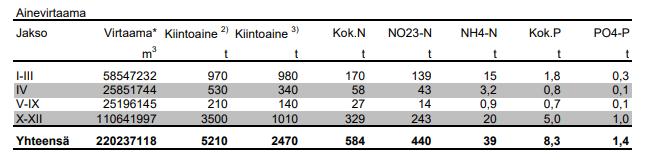 Ainevirtaama
Jakso Virtaama* Kiintoaine 2) Kiintoaine 3) Kok.N NO23-N NH4-N Kok.P PO4-P
m3 t t t t t t t
I-III 58547232 970 980 170 139 15 1,8 0,3
IV 25851744 530 340 58 43 3,2 0,8 0,1
V-IX 25196145 210 140 27 14 0,9 0,7 0,1
X-XII 110641997 3500 1010 329 243 20 5,0 1,0
Yhteensä 220237118 5210 2470 584 440 39 8,3 1,4